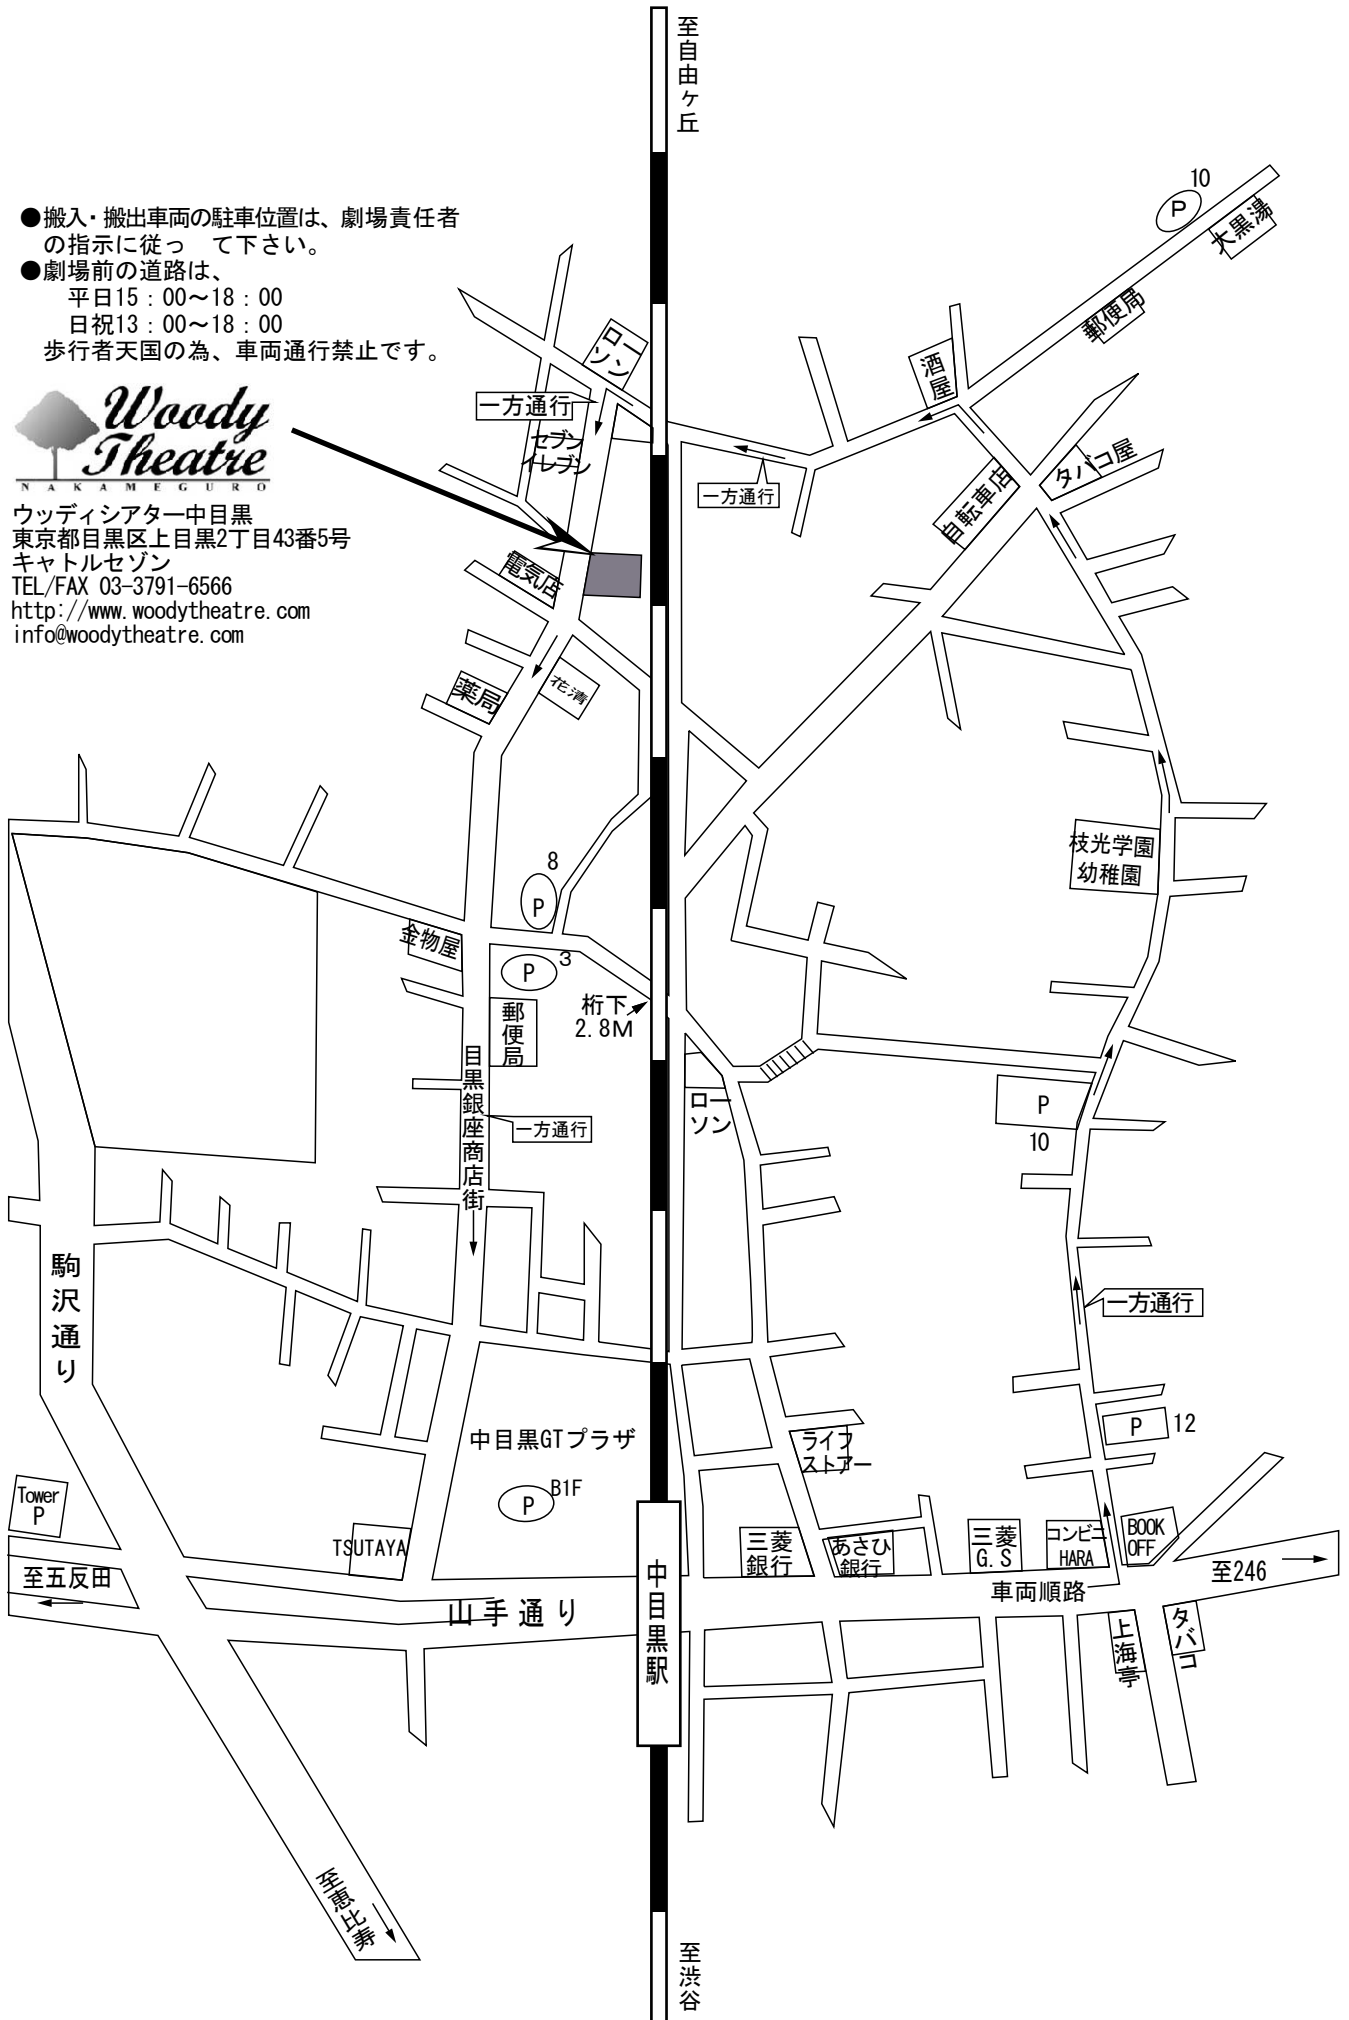 至自由ヶ丘
●搬入・搬出車両の駐車位置は、劇場責任者
の指示に従っ て下さい。
●劇場前の道路は、
平日15：00～18：00
日祝13：00～18：00
歩行者天国の為、車両通行禁止です。
Woody
Theatre
NAKAMEGURO
ウッディシアター中目黒
東京都目黒区上目黒2丁目43番5号
キャトルセゾン
TEL/FAX 03-3791-6566
http://www.woodytheatre.com
info@woodytheatre.com
10
P
大黒湯
郵便局
酒屋
ロー
ソン
一方通行
セブン
イレブン
一方通行
タバコ屋
自転車店
電気店
薬局
花清
枝光学園
幼稚園
8
P
金物屋
P
3
桁下
2.8M
郵便局
目黒銀座商店街
一方通行
ロー
ソン
P
10
駒沢通り
一方通行
中目黒GTプラザ
P
B1F
ライフ
ストアー
P
12
Tower
P
TSUTAYA
三菱
銀行
あさひ
銀行
三菱
G.S
コンビニ
HARA
BOOK
OFF
至五反田
至246
車両順路
山手通り
中目黒駅
上海亭
タバコ
至恵比寿
至渋谷